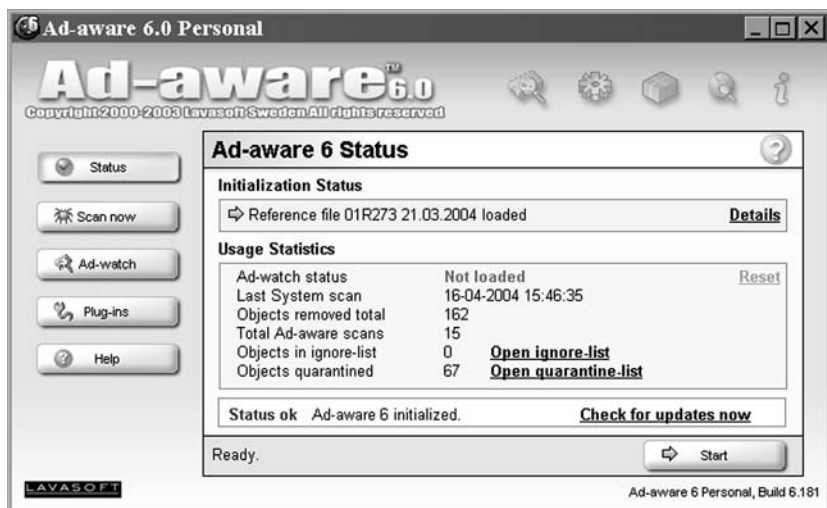 Ad-aware 6.0 Personal
Ad-aware 6.0 TM
Copyright 2000-2003 Lavasoft Sweden All rights reserved
Status
Scan now
Ad-watch
Plug-ins
Help
Ad-aware 6 Status
Initialization Status
Reference file 01R273 21.03.2004 loaded Details
Usage Statistics
Ad-watch status Not loaded Reset
Last System scan 16-04-2004 15:46:35
Objects removed total 162
Total Ad-aware scans 15
Objects in ignore-list 0 Open ignore-list
Objects quarantined 67 Open quarantine-list
Status ok Ad-aware 6 initialized. Check for updates now
Ready. Start
LAVASOFT Ad-aware 6 Personal, Build 6.181